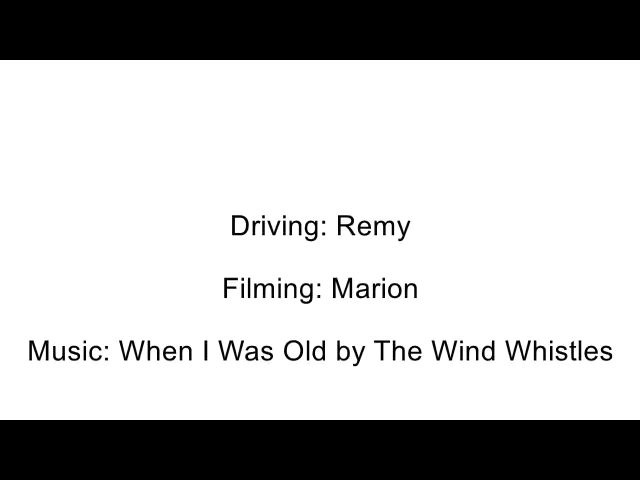 Driving: Remy
Filming: Marion
Music: When I Was Old by The Wind Whistles